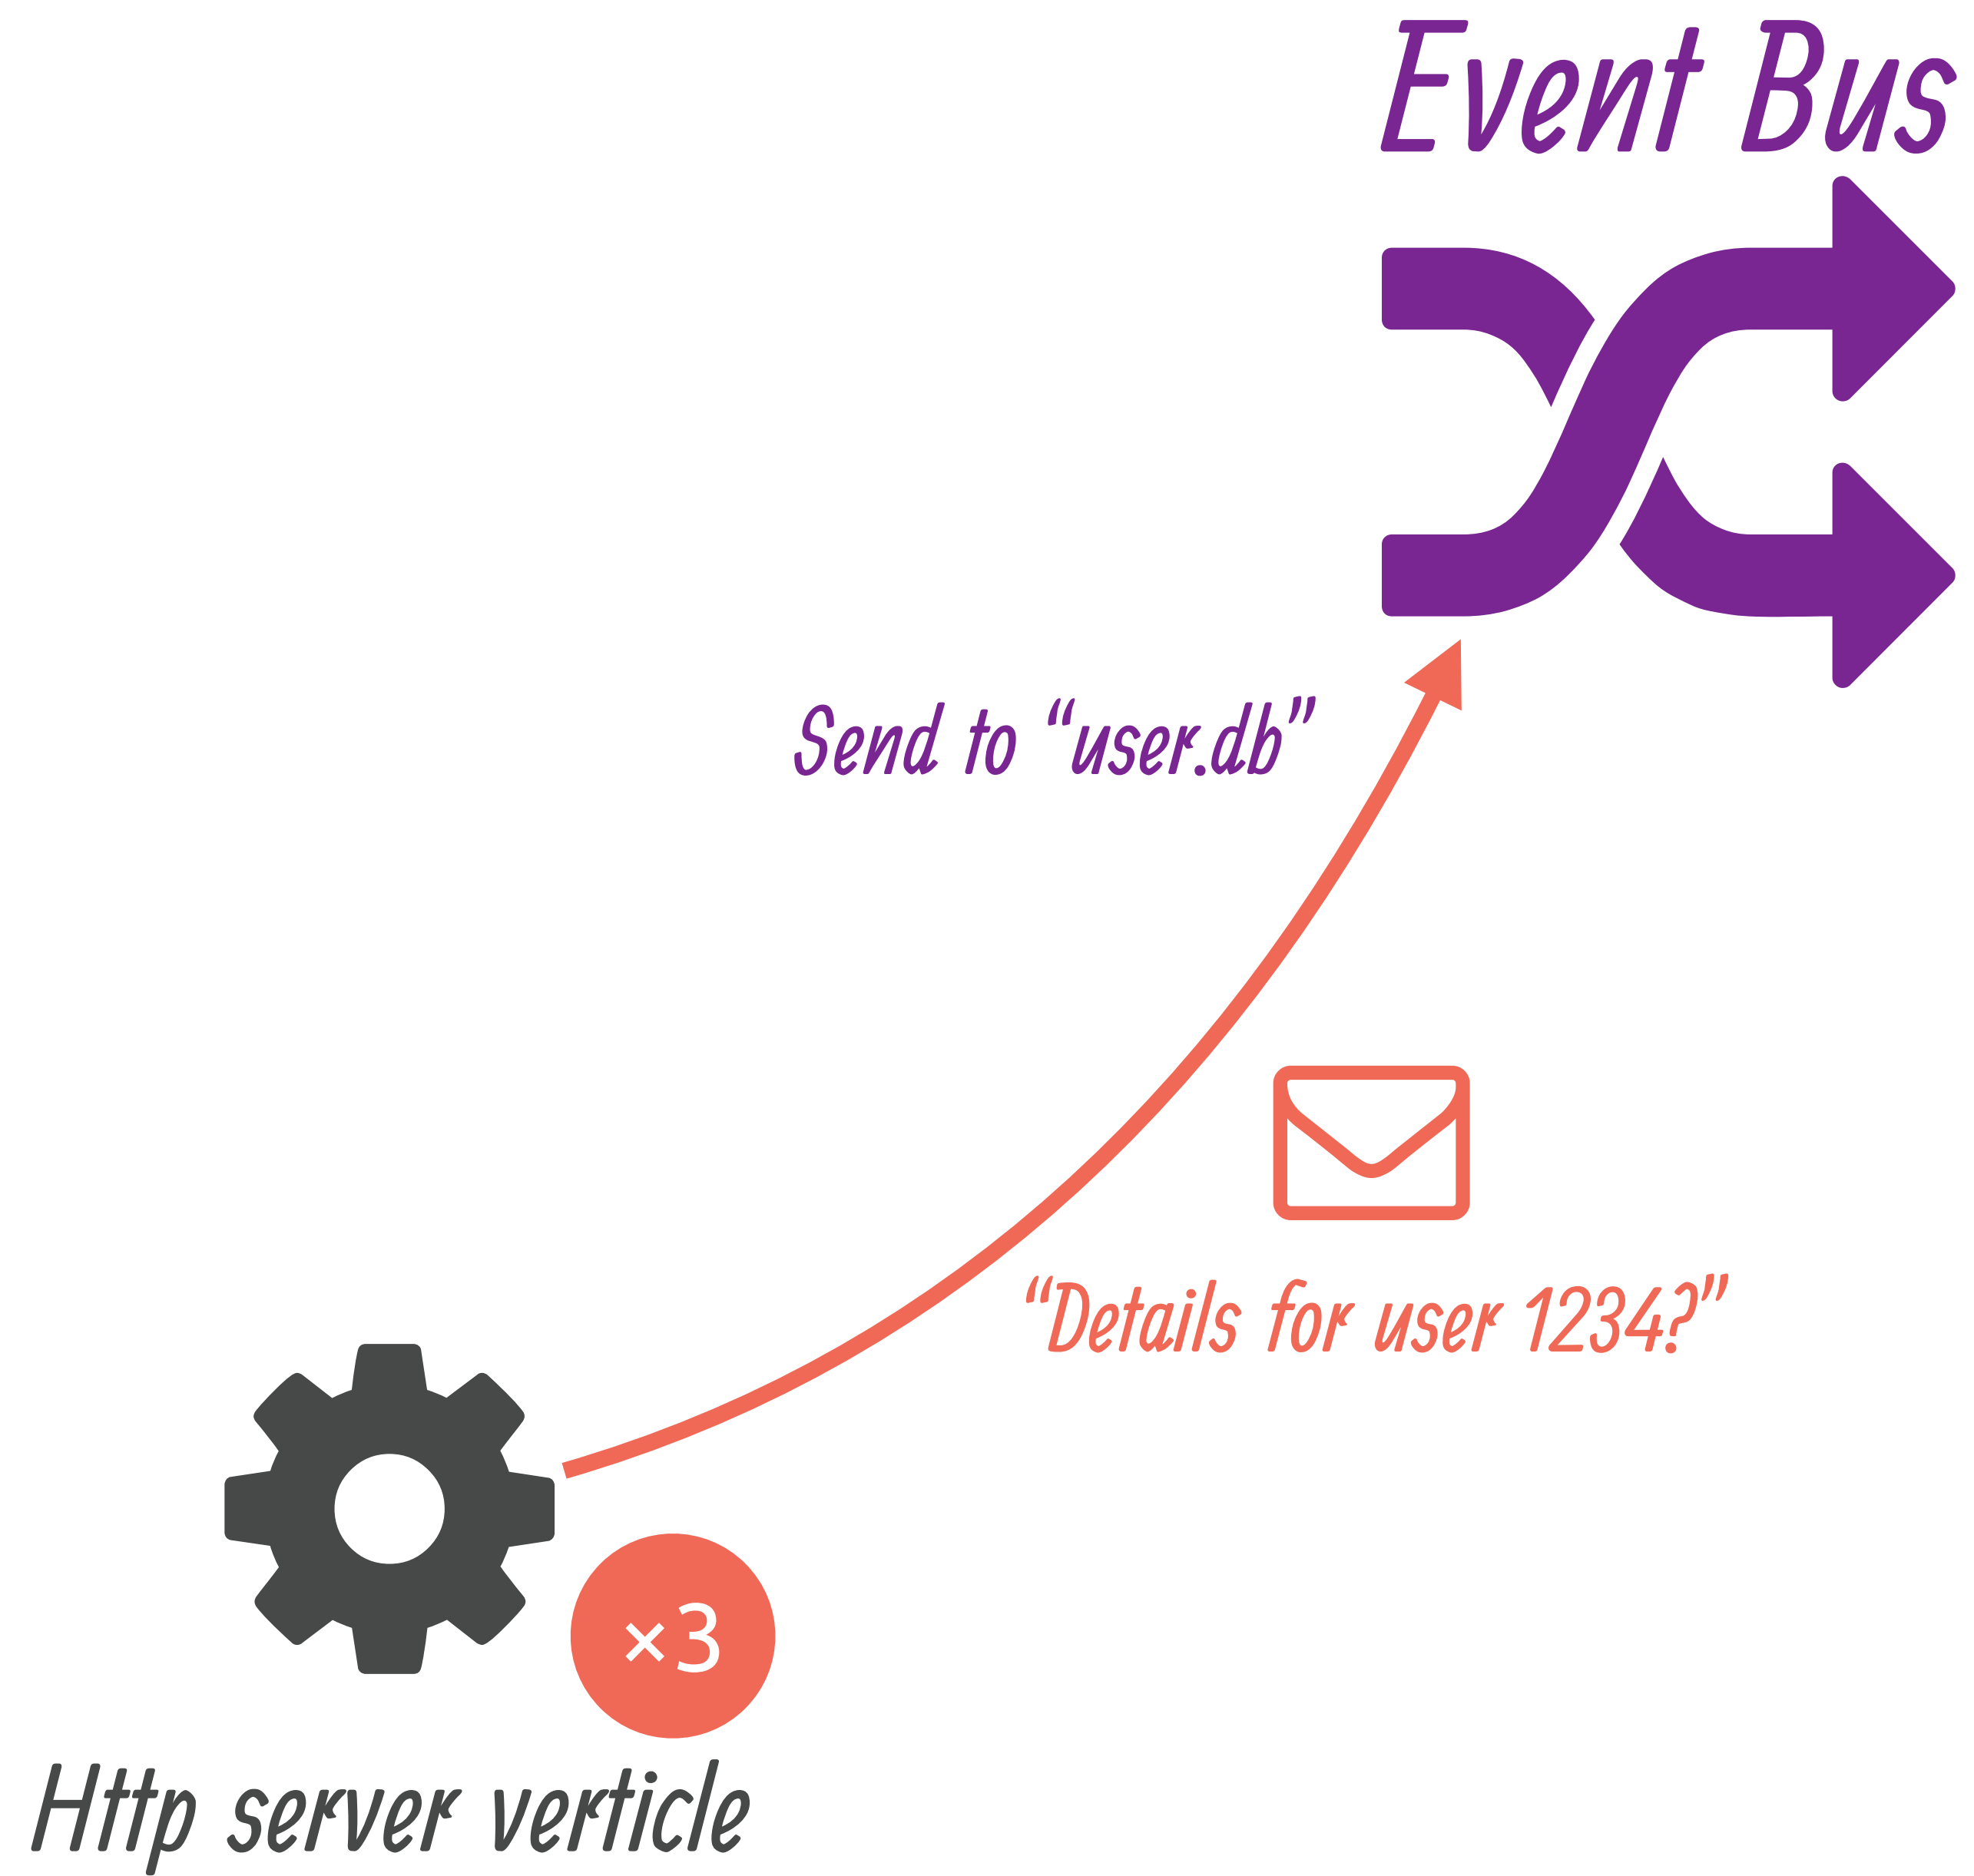 Event Bus
Send to “user.db”
“Details for user 1234?”
×3
Http server verticle